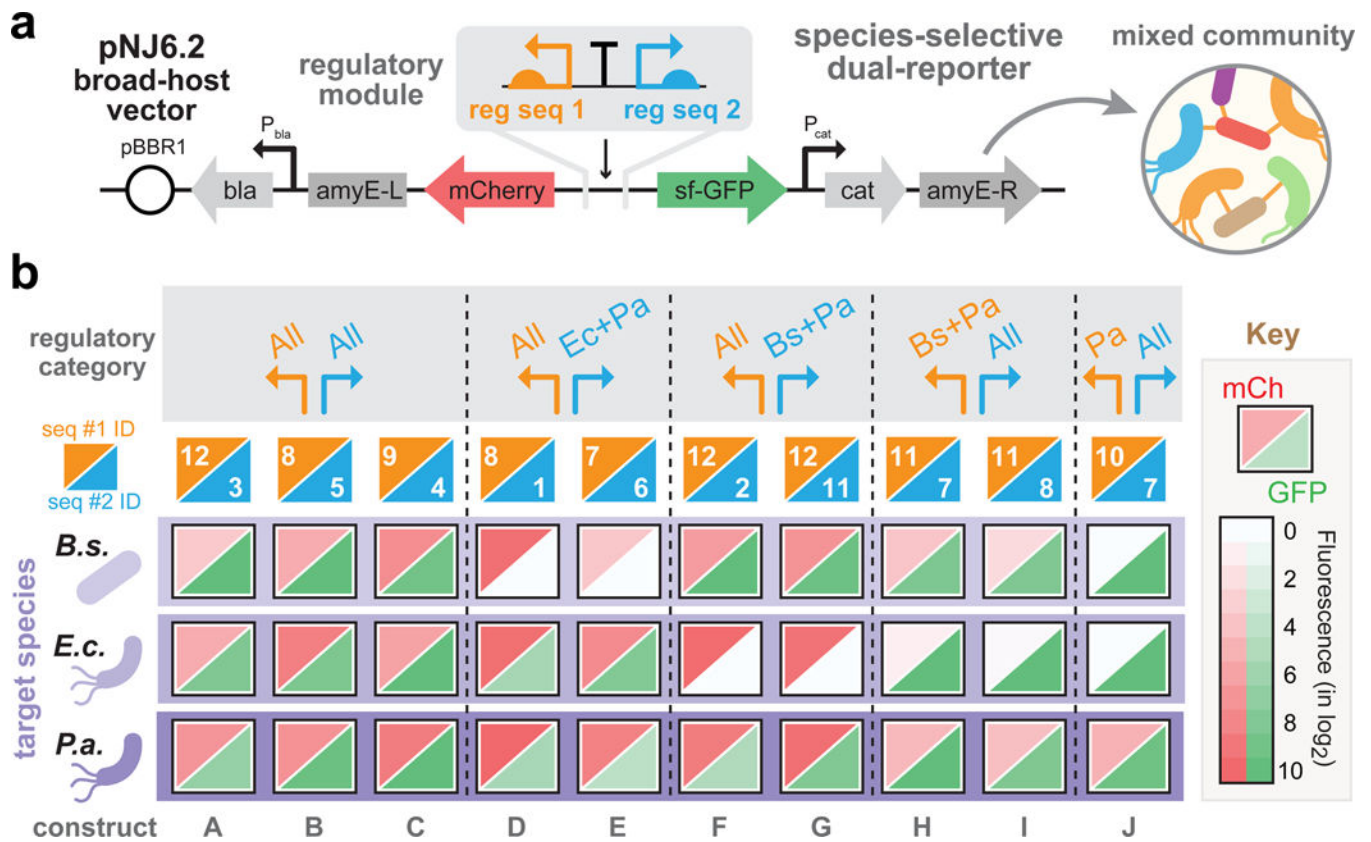 a
pNJ6.2
broad-host
vector
regulatory
module
reg seq 1
reg seq 2
species-selective
dual-reporter
mixed community
pBBR1
bla
P bla
amyE-L
mCherry
sf-GFP
P cat
cat
amyE-R
b
regulatory
category
All All
All Ec+Pa
All Bs+Pa
Bs+Pa All
Pa All
Key
mCh
GFP
seq #1 ID
seq #2 ID
12 8 9 8 7 12 12 11 11 10
3 5 4 1 6 2 11 7 8 7
target species
B.s.
E.c.
P.a.
0
2
4
6
8
10
Fluorescence (in log2)
construct A B C D E F G H I J